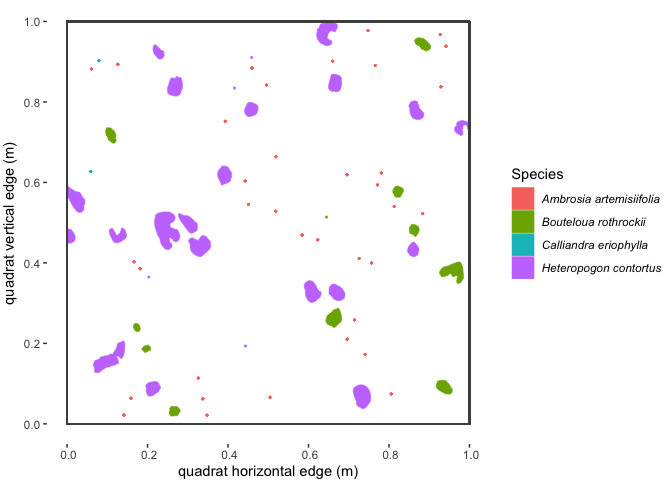 1.0
0.8
0.6
0.4
0.2
0.0
quadrat vertical edge (m)
0.0 0.2 0.4 0.6 0.8 1.0
quadrat horizontal edge (m)
Species
Ambrosia artemisiifolia
Bouteloua rothrockii
Calliandra eriophylla
Heteropogon contortus